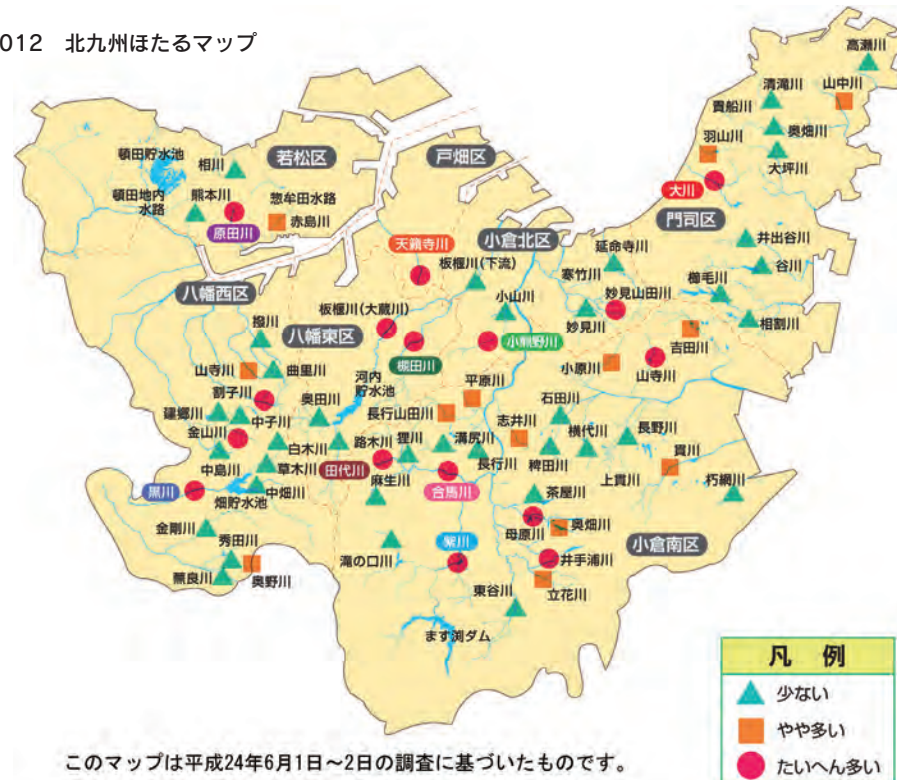 012 北九州ほたるマップ
高瀬川
清滝川
山中川
貴船川
奥畑川
羽山川
大坪川
大川
門司区
若松区
戸畑区
頓田貯水池
相川
頓田地内
水路
熊本川
惣牟田水路
赤島川
原田川
天籟寺川
小倉北区
延命寺川
井出谷川
谷川
板櫃川(下流)
寒竹川
櫛毛川
八幡西区
小山川
妙見山田川
板櫃川(大蔵川)
妙見川
相割川
撥川
八幡東区
槻田川
小熊野川
吉田川
山寺川
曲里川
小原川
山寺川
割子川
河内
貯水池
平原川
建郷川
中子川
奥田川
長行山田川
石田川
志井川
金山川
横代川
長野川
白木川
路木川
狸川
溝尻川
貫川
中島川
草木川
田代川
長行川
稗田川
上貫川
朽網川
黒川
中畑川
麻生川
合馬川
茶屋川
畑貯水池
金剛川
奥畑川
母原川
秀田川
紫川
小倉南区
滝の口川
井手浦川
奥野川
東谷川
立花川
ます渕ダム
凡 例
少ない
やや多い
たいへん多い
このマップは平成24年6月1日～2日の調査に基づいたものです。